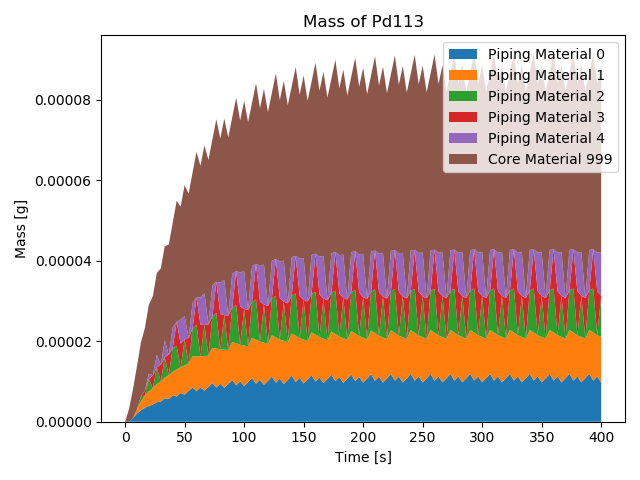 Mass of Pd113
Mass [g]
0.00008
0.00006
0.00004
0.00002
0.00000
Piping Material 0
Piping Material 1
Piping Material 2
Piping Material 3
Piping Material 4
Core Material 999
0 50 100 150 200 250 300 350 400
Time [s]